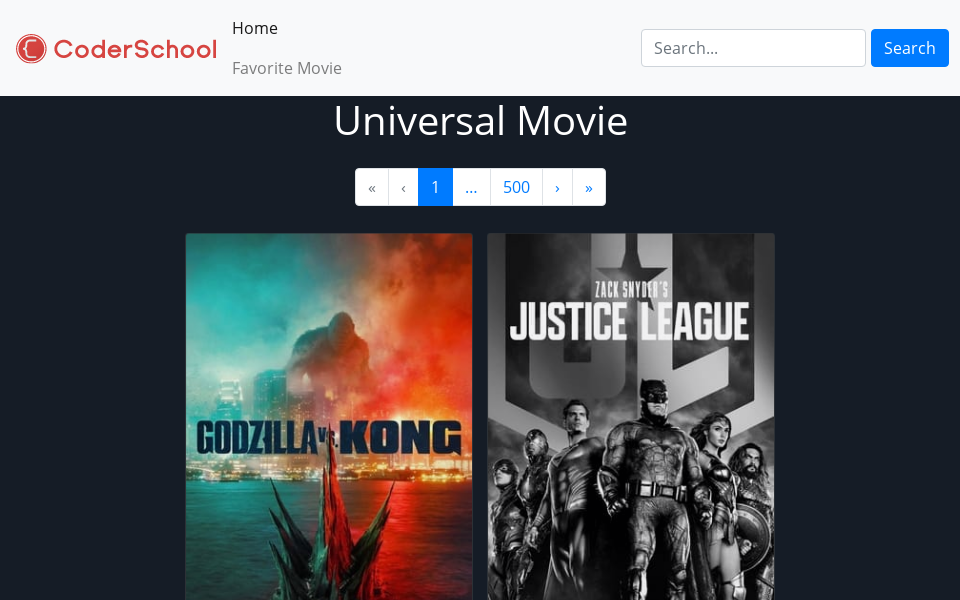 CoderSchool
Home
Favorite Movie
Search...
Search
Universal Movie
« ‹ 1 ... 500 › »
GODZILLA vs. KONG
ZACK SNYDER'S
JUSTICE LEAGUE